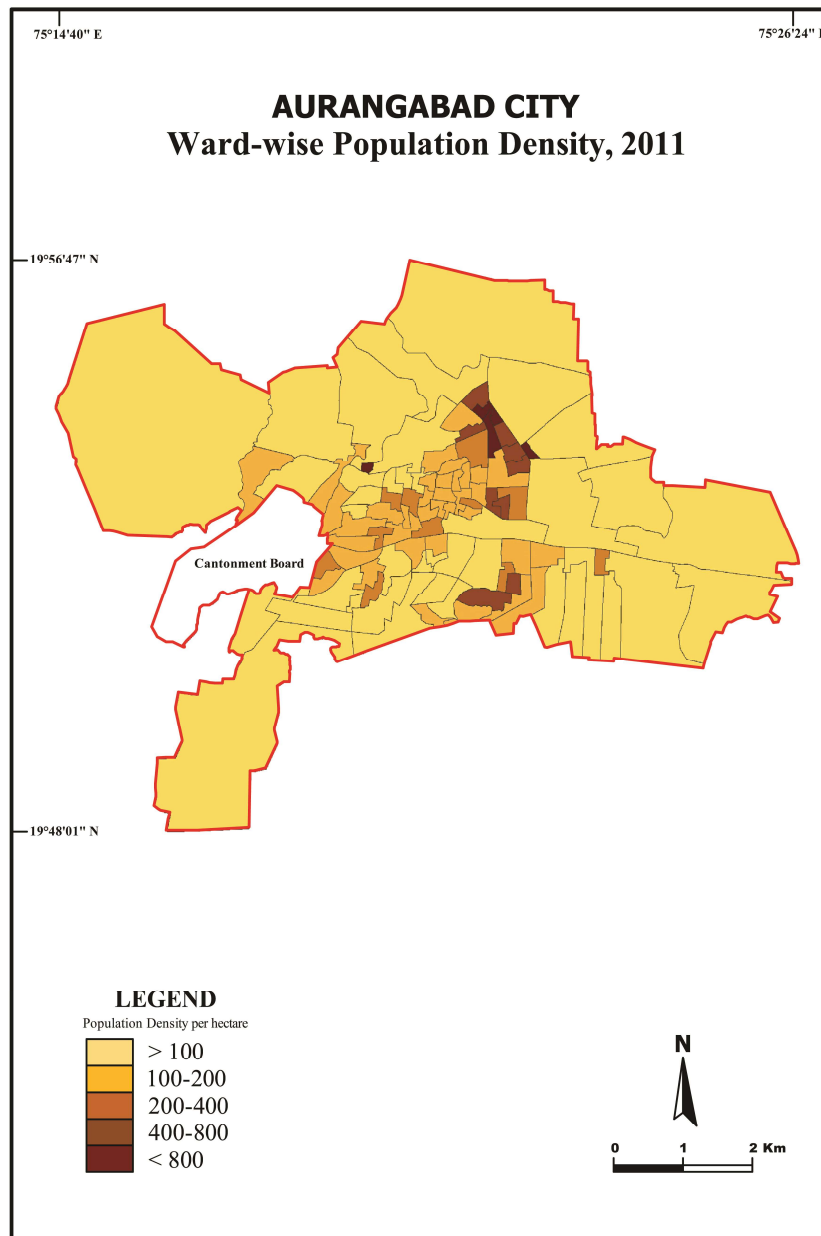 75°14'40" E
75°26'24" E
AURANGABAD CITY
Ward-wise Population Density, 2011
19°56'47" N
Cantonment Board
19°48'01" N
LEGEND
Population Density per hectare
> 100
100-200
200-400
400-800
< 800
N
0 1 2 Km